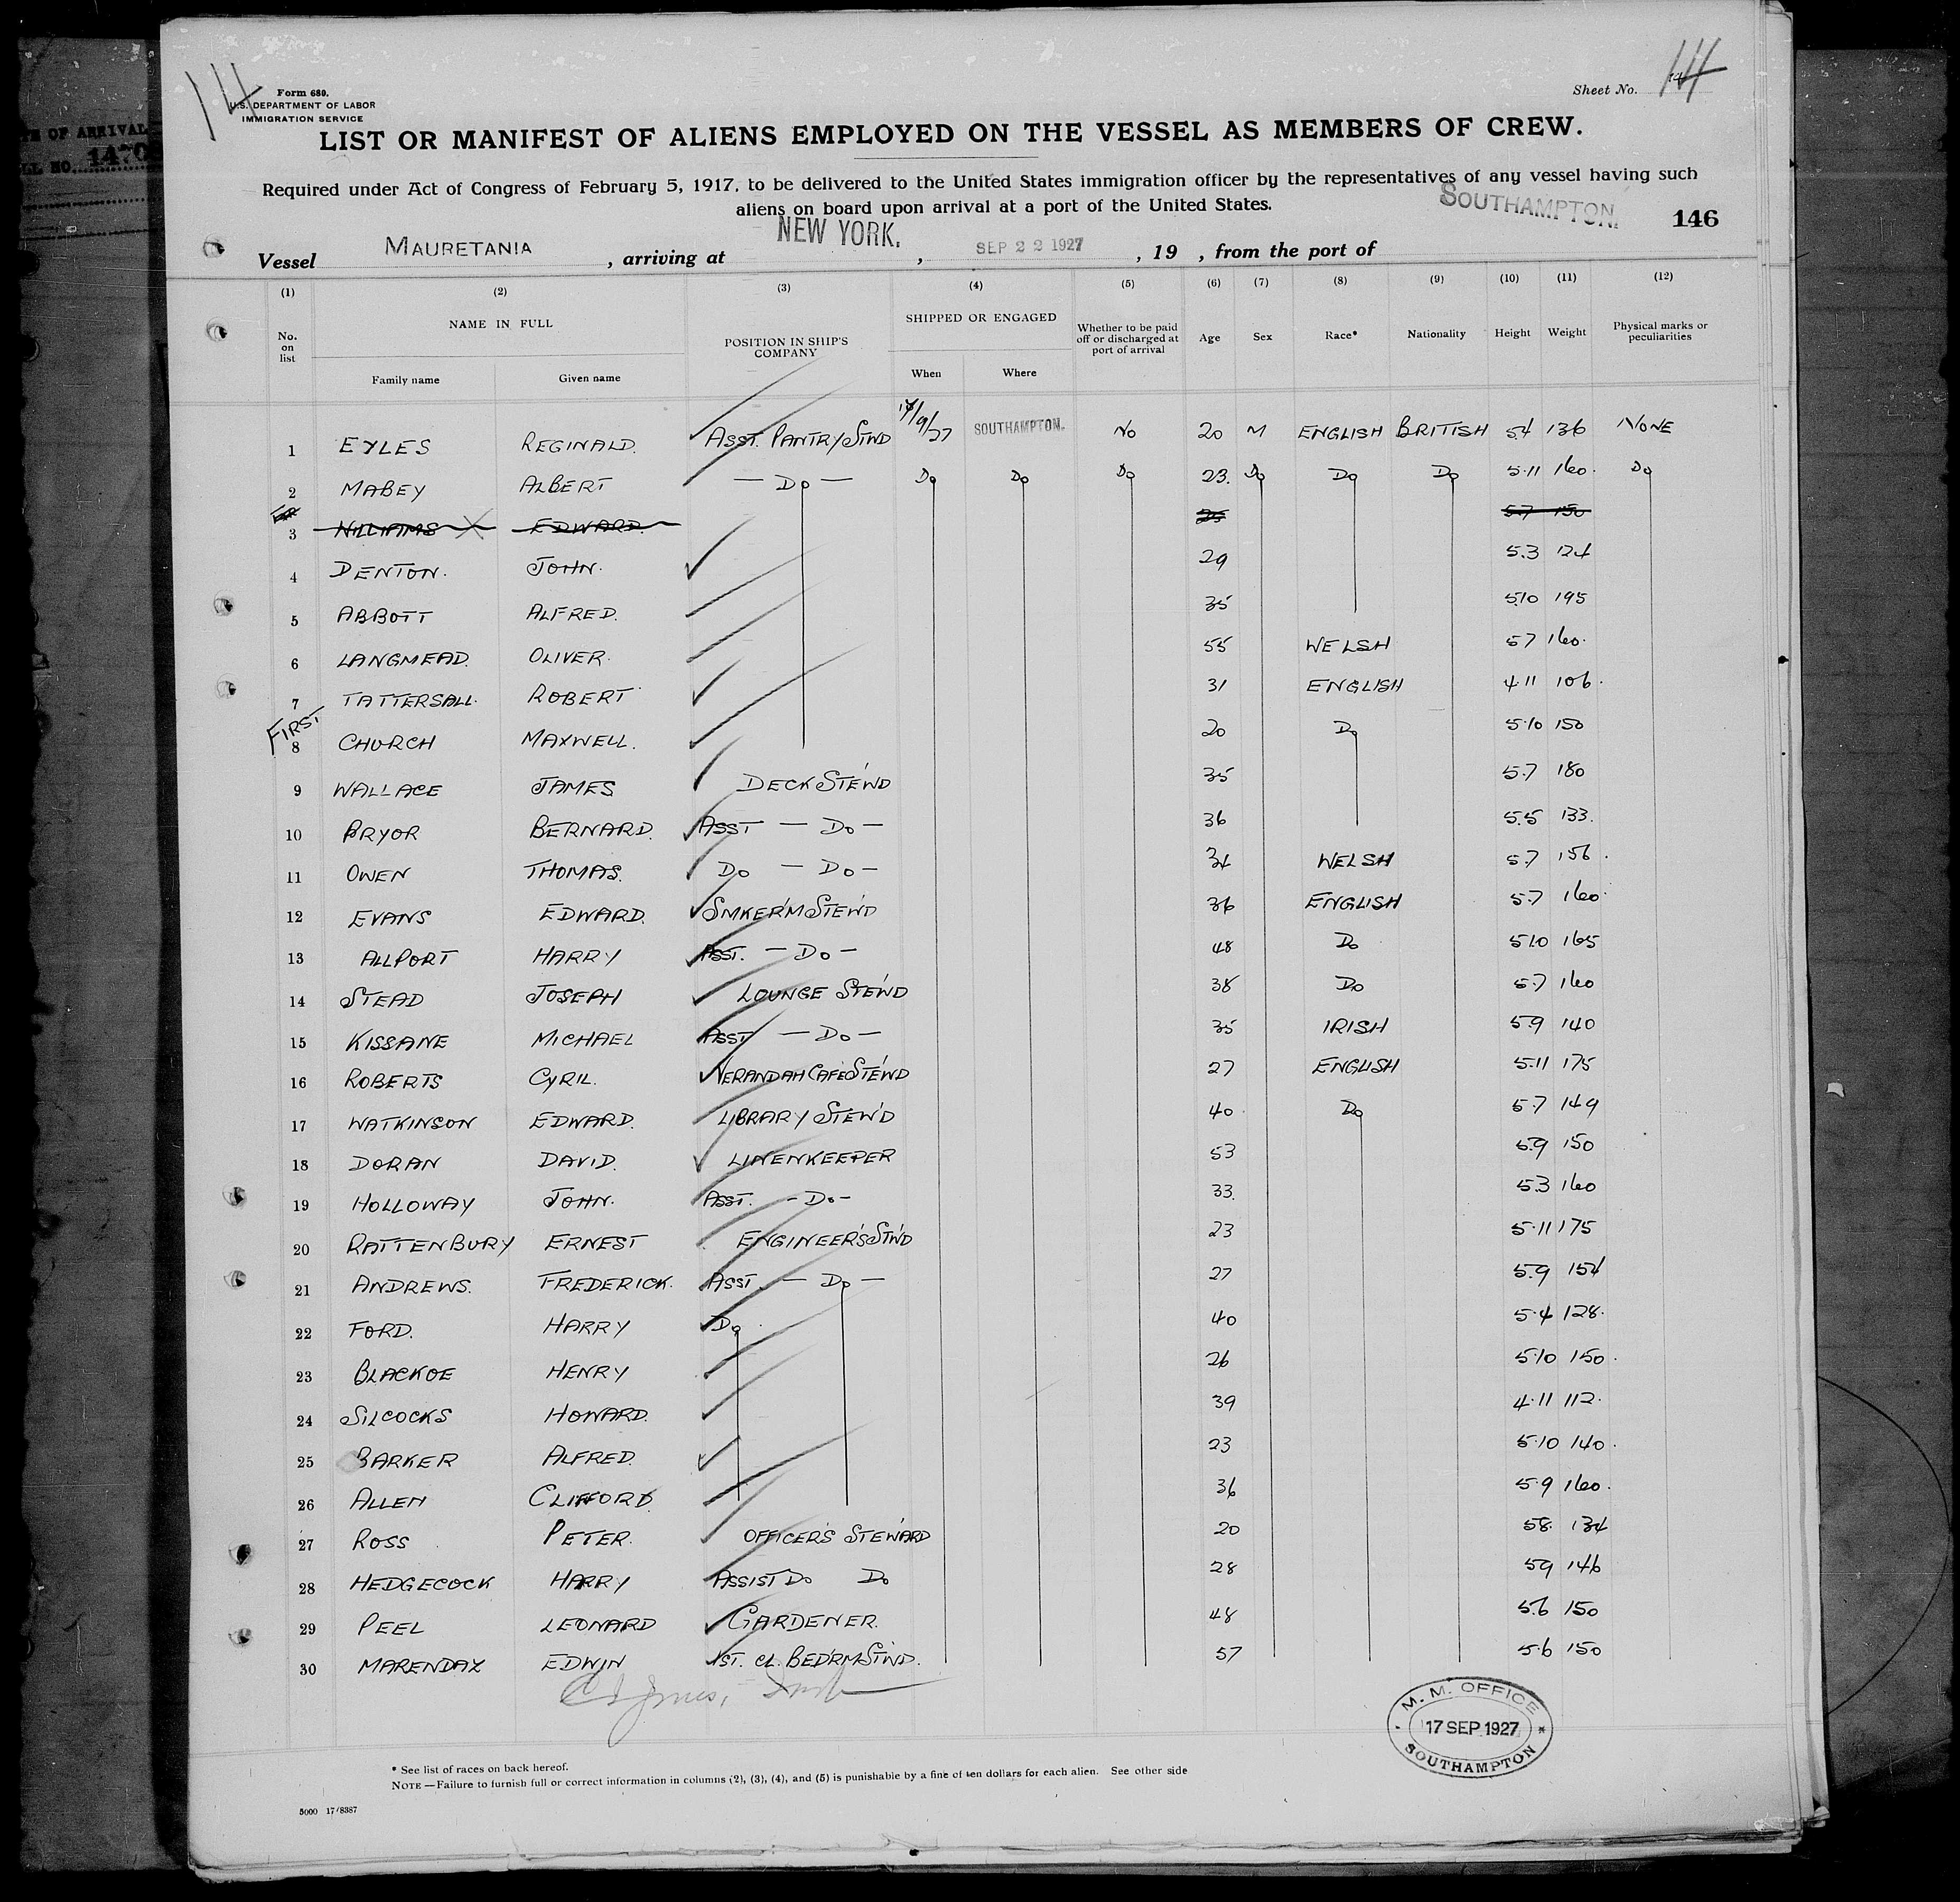 TE OF ARRIVAL
LL NO. 1470
14
Form 680.
U.S. DEPARTMENT OF LABOR
IMMIGRATION SERVICE
Sheet No. 14
LIST OR MANIFEST OF ALIENS EMPLOYED ON THE VESSEL AS MEMBERS OF CREW.
Required under Act of Congress of February 5, 1917, to be delivered to the United States immigration officer by the representatives of any vessel having such
aliens on board upon arrival at a port of the United States.
SOUTHAMPTON.
146
Vessel MAURETANIA , arriving at NEW YORK. , SEP 22 1927 , 19 , from the port of
(1) (2) (3) (4) (5) (6) (7) (8) (9) (10) (11) (12)
No. on list NAME IN FULL POSITION IN SHIP'S COMPANY SHIPPED OR ENGAGED Whether to be paid off or discharged at port of arrival Age Sex Race* Nationality Height Weight Physical marks or peculiarities
Family name Given name When Where
1 EYLES REGINALD. ASST. PANTRY STWD 17/9/27 SOUTHAMPTON. NO 20 M ENGLISH BRITISH 5.4 136 NONE
2 MABEY ALBERT — DO — DO DO DO 23. DO DO DO 5.11 160. DO
3 WILLIAMS EDWARD. 25 5.7 150
4 DENTON. JOHN. 29 5.3 124
5 ABBOTT ALFRED. 35 5.10 195
6 LANGMEAD. OLIVER. 55 WELSH 5.7 160.
7 TATTERSALL. ROBERT 31 ENGLISH 4.11 106.
FIRST
8 CHURCH MAXWELL. 20 DO 5.10 150
9 WALLACE JAMES DECK STE'WD 35 5.7 180
10 PRYOR BERNARD. ASST — DO — 36 5.5 133.
11 OWEN THOMAS. DO — DO — 34 WELSH 5.7 156.
12 EVANS EDWARD. SMKER'M STEW'D 36 ENGLISH 5.7 160.
13 ALLPORT HARRY ASST. — DO — 48 DO 5.10 165
14 STEAD JOSEPH LOUNGE STEW'D 38 DO 5.7 160
15 KISSANE MICHAEL ASST — DO — 35 IRISH 5.9 140
16 ROBERTS CYRIL. VERANDAH CAFE STEW'D 27 ENGLISH 5.11 175
17 WATKINSON EDWARD. LIBRARY STEW'D 40 DO 5.7 149
18 DORAN DAVID. LINENKEEPER 53 5.9 150
19 HOLLOWAY JOHN. ASST. - DO - 33. 5.3 160
20 RATTENBURY ERNEST ENGINEER'S STWD 23 5.11 175
21 ANDREWS. FREDERICK. ASST. — DO — 27 5.9 154
22 FORD. HARRY DO. 40 5.4 128.
23 BLACKOE HENRY 26 5.10 150.
24 SILCOCKS HOWARD. 39 4.11 112.
25 BARKER ALFRED. 23 5.10 140.
26 ALLEN CLIFFORD. 36 5.9 160.
27 ROSS PETER. OFFICER'S STEWARD 20 5.8. 134
28 HEDGECOCK HARRY ASSIST DO DO 28 5.9 146
29 PEEL LEONARD GARDENER. 48 5.6 150
30 MARENDAZ EDWIN 1ST. CL. BEDRM STWD. 57 5.6 150
M. M. OFFICE
17 SEP 1927
SOUTHAMPTON
* See list of races on back hereof.
NOTE —Failure to furnish full or correct information in columns (2), (3), (4), and (5) is punishable by a fine of ten dollars for each alien. See other side
5000 17/8387